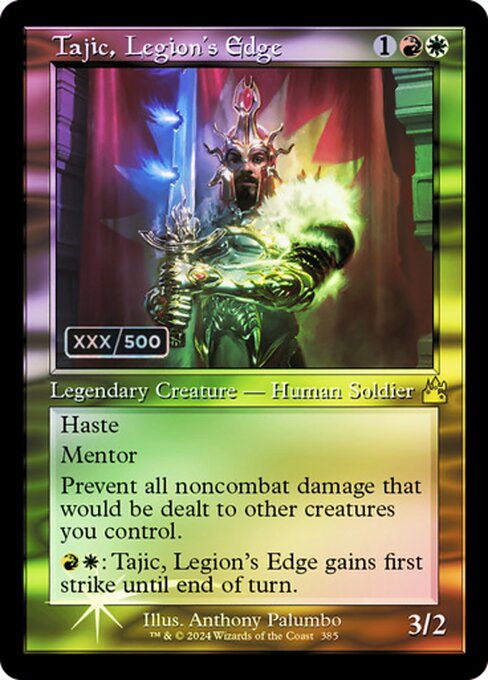 Tajic, Legion's Edge 1
XXX/500
Legendary Creature — Human Soldier
Haste
Mentor
Prevent all noncombat damage that
would be dealt to other creatures
you control.
: Tajic, Legion's Edge gains first
strike until end of turn.
Illus. Anthony Palumbo
™ & © 2024 Wizards of the Coast 385
3/2